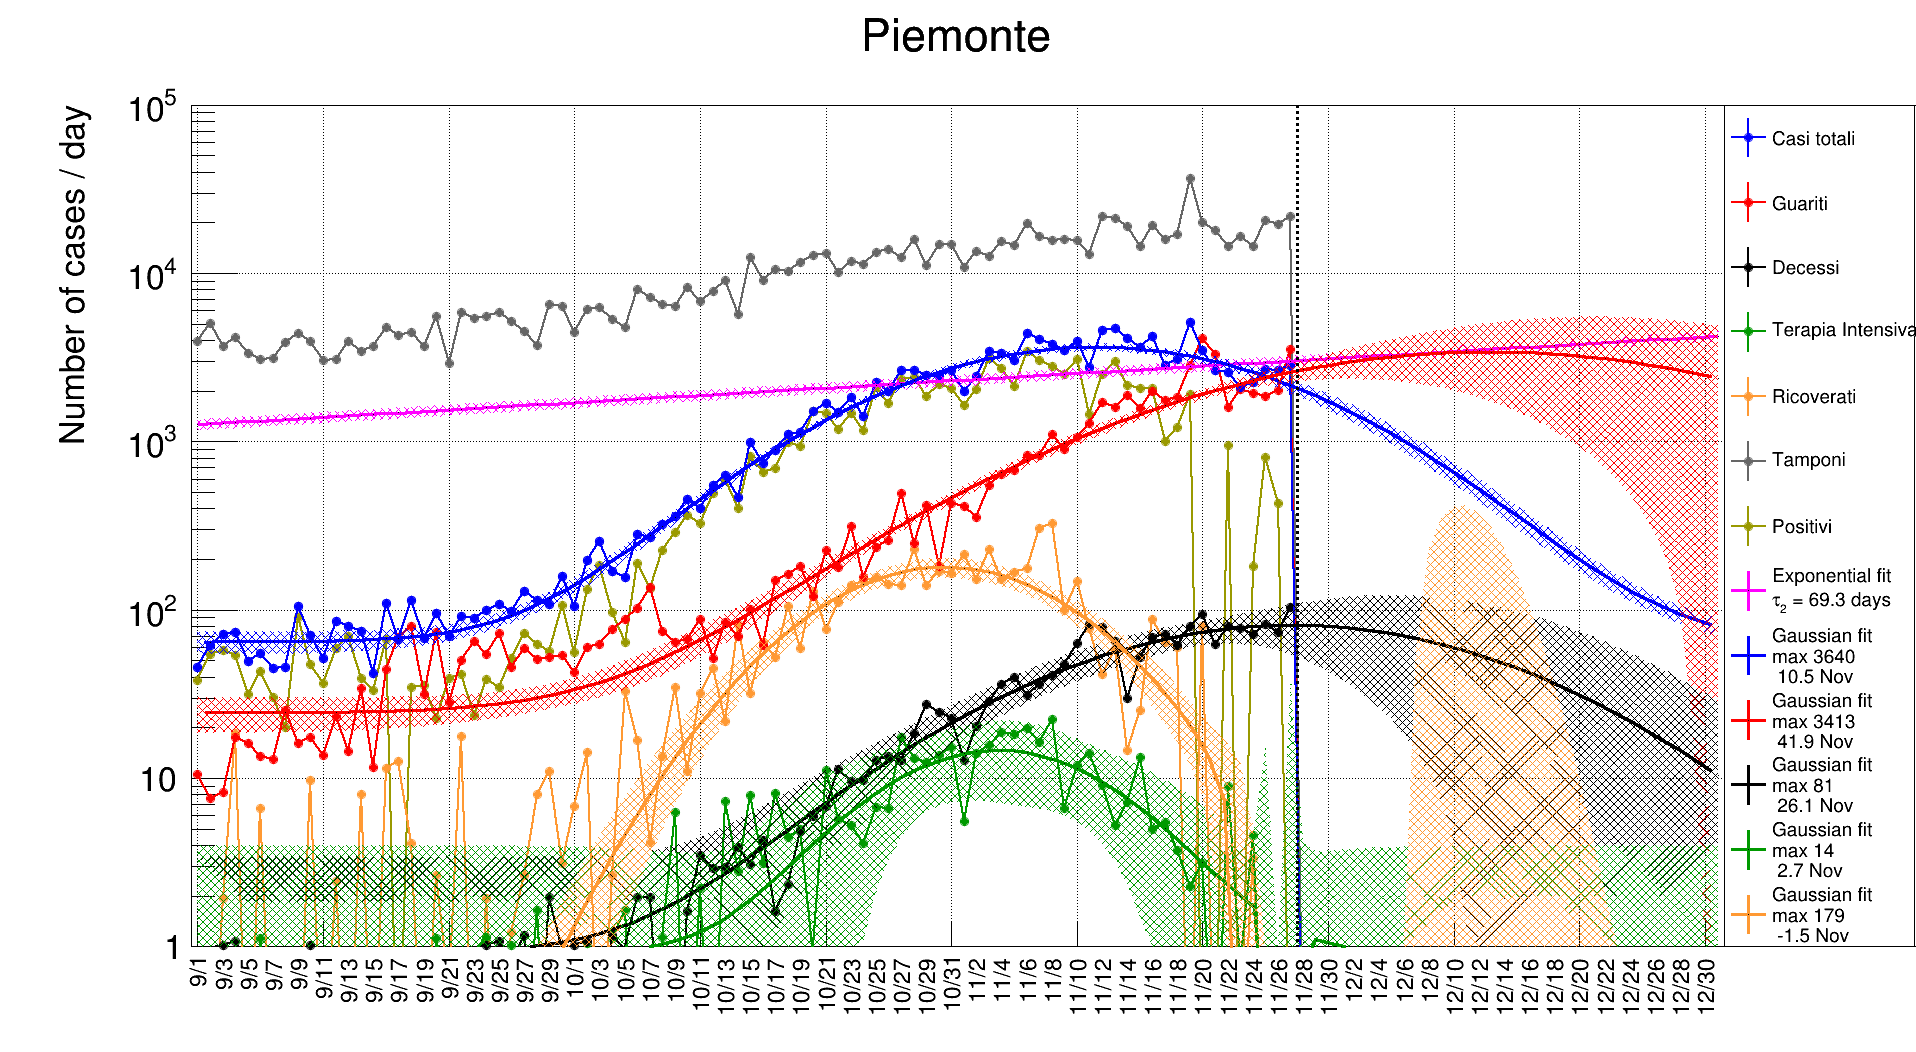 Piemonte
Number of cases / day
10^5
10^4
10^3
10^2
10
1
9/1
9/3
9/5
9/7
9/9
9/11
9/13
9/15
9/17
9/19
9/21
9/23
9/25
9/27
9/29
10/1
10/3
10/5
10/7
10/9
10/11
10/13
10/15
10/17
10/19
10/21
10/23
10/25
10/27
10/29
10/31
11/2
11/4
11/6
11/8
11/10
11/12
11/14
11/16
11/18
11/20
11/22
11/24
11/26
11/28
11/30
12/2
12/4
12/6
12/8
12/10
12/12
12/14
12/16
12/18
12/20
12/22
12/24
12/26
12/28
12/30
Casi totali
Guariti
Decessi
Terapia Intensiva
Ricoverati
Tamponi
Positivi
Exponential fit
τ₂ = 69.3 days
Gaussian fit
max 3640
10.5 Nov
Gaussian fit
max 3413
41.9 Nov
Gaussian fit
max 81
26.1 Nov
Gaussian fit
max 14
2.7 Nov
Gaussian fit
max 179
-1.5 Nov